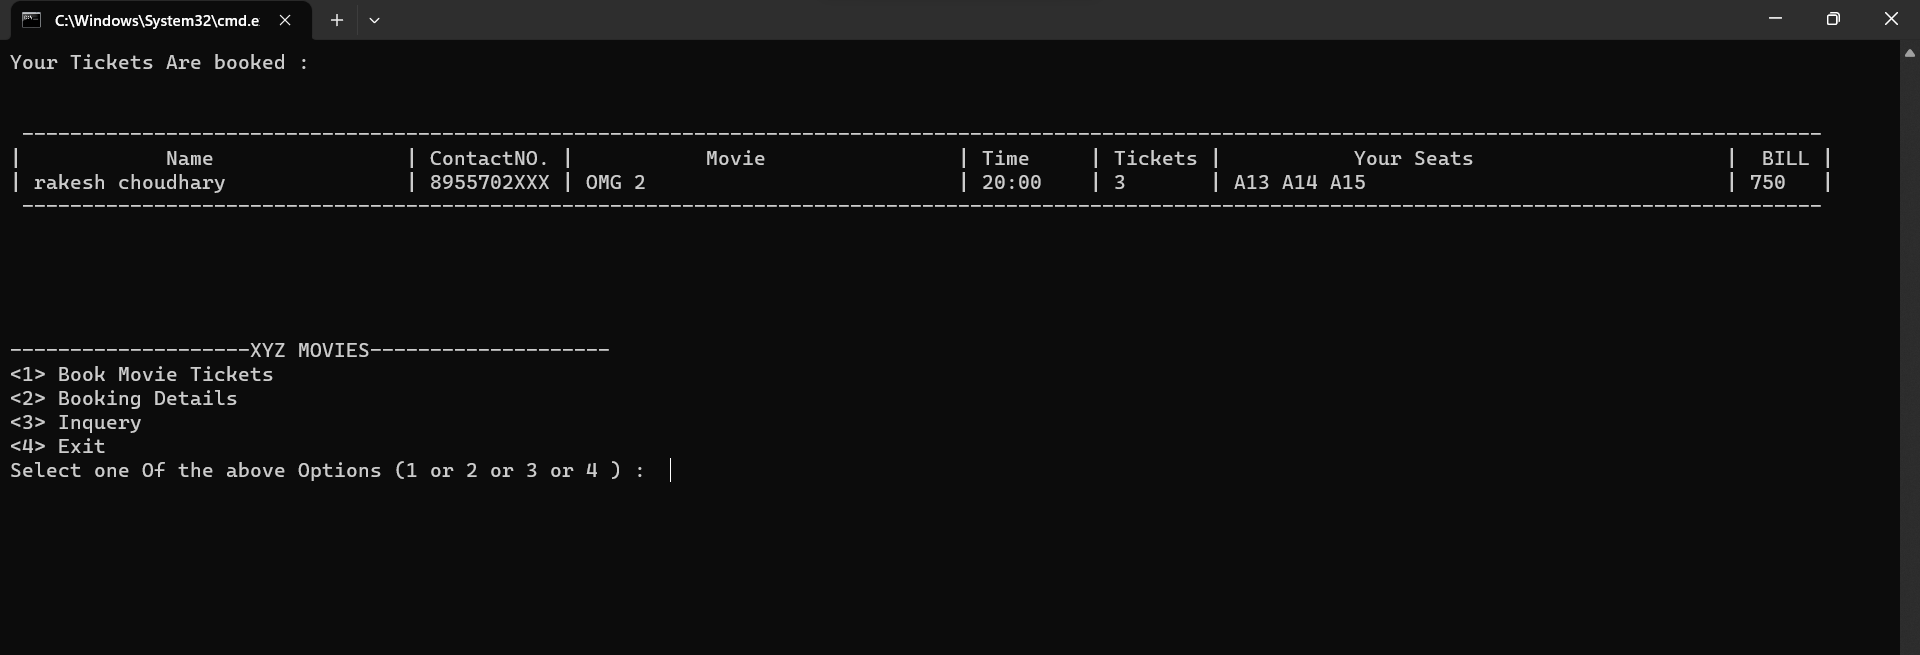 C:\Windows\System32\cmd.e
Your Tickets Are booked :
------------------------------------------------------------------------------------------------------------------------------------------------------
| Name | ContactNO. | Movie | Time | Tickets | Your Seats | BILL |
| rakesh choudhary | 8955702XXX | OMG 2 | 20:00 | 3 | A13 A14 A15 | 750 |
------------------------------------------------------------------------------------------------------------------------------------------------------
--------------------XYZ MOVIES--------------------
<1> Book Movie Tickets
<2> Booking Details
<3> Inquery
<4> Exit
Select one Of the above Options (1 or 2 or 3 or 4 ) :